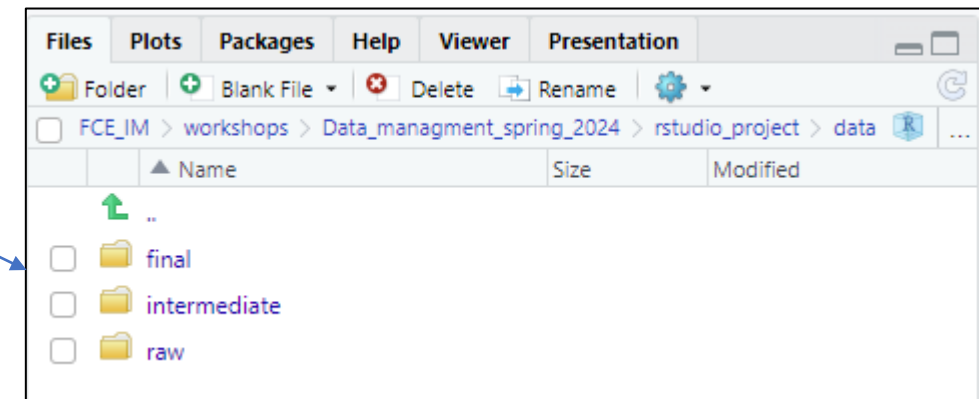 Files Plots Packages Help Viewer Presentation
Folder Blank File Delete Rename
FCE_IM > workshops > Data_managment_spring_2024 > rstudio_project > data R ...
Name Size Modified
..
final
intermediate
raw